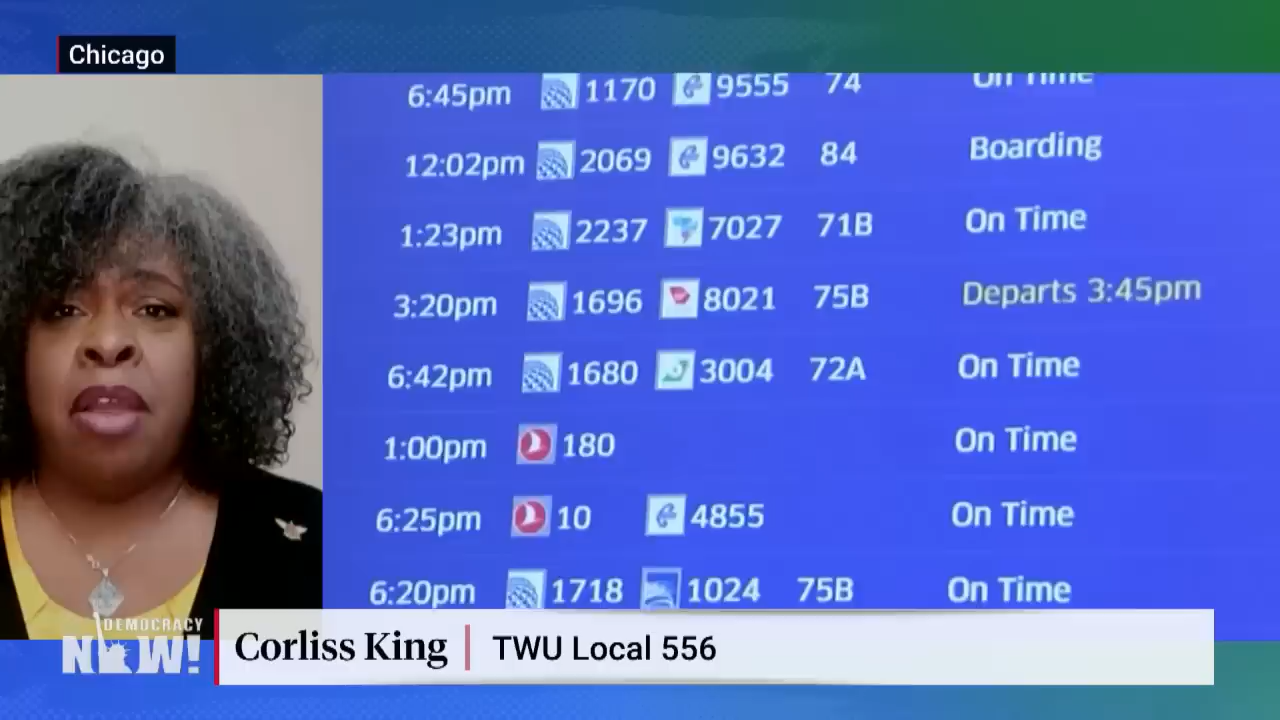 Chicago
6:45pm 1170 9555 74 On Time
12:02pm 2069 9632 84 Boarding
1:23pm 2237 7027 71B On Time
3:20pm 1696 8021 75B Departs 3:45pm
6:42pm 1680 3004 72A On Time
1:00pm 180 On Time
6:25pm 10 4855 On Time
6:20pm 1718 1024 75B On Time
DEMOCRACY
NOW!
Corliss King | TWU Local 556